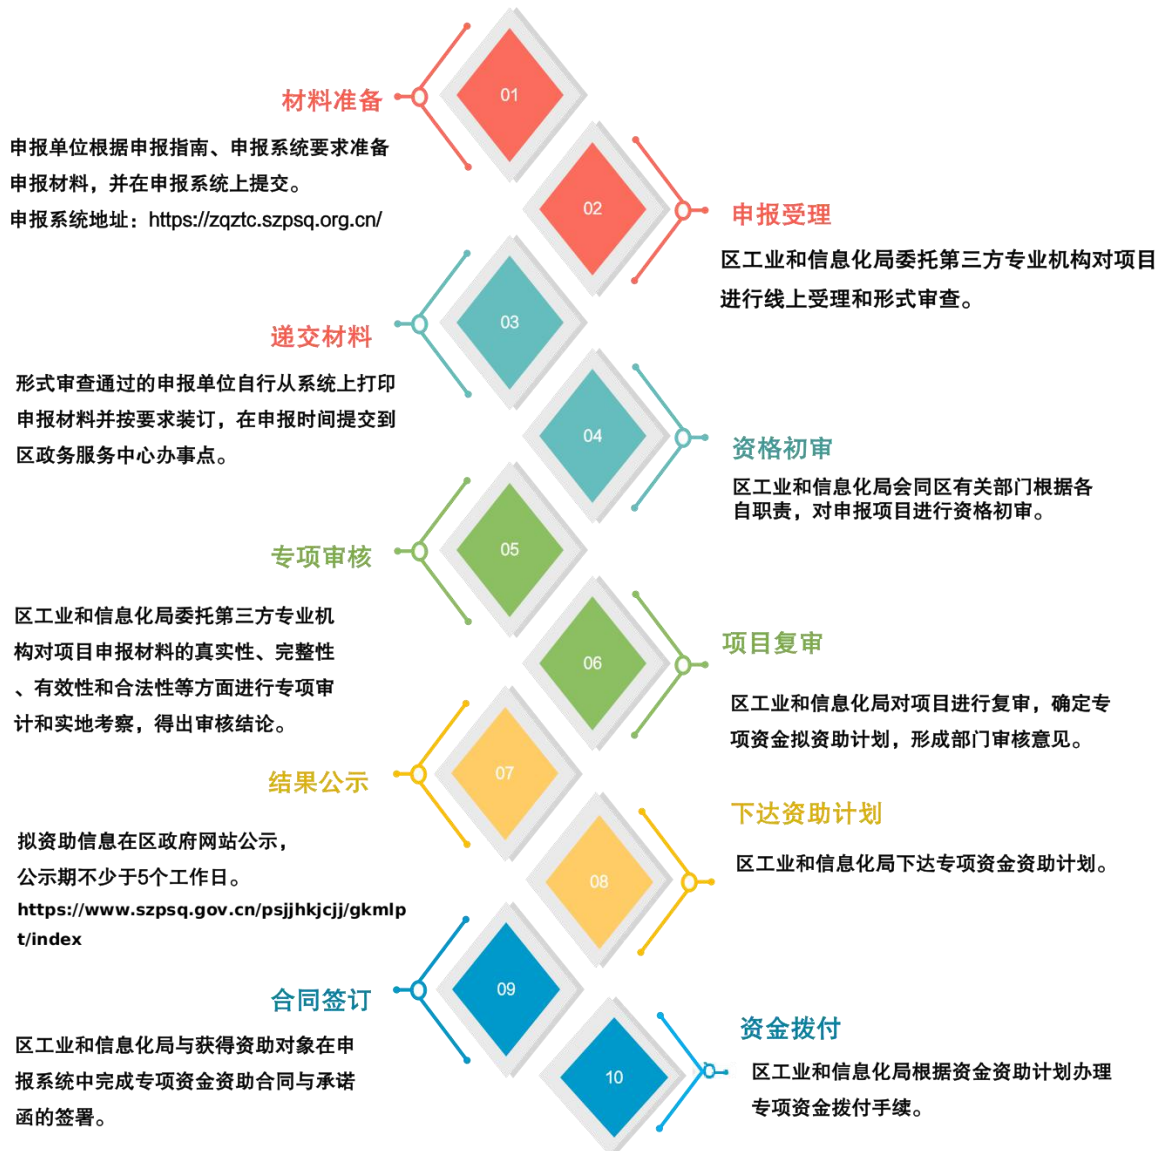 01
材料准备
申报单位根据申报指南、申报系统要求准备
申报材料，并在申报系统上提交。
申报系统地址：https://zqztc.szpsq.org.cn/
02
申报受理
区工业和信息化局委托第三方专业机构对项目
进行线上受理和形式审查。
03
递交材料
形式审查通过的申报单位自行从系统上打印
申报材料并按要求装订，在申报时间提交到
区政务服务中心办事点。
04
资格初审
区工业和信息化局会同区有关部门根据各
自职责，对申报项目进行资格初审。
05
专项审核
区工业和信息化局委托第三方专业机
构对项目申报材料的真实性、完整性
、有效性和合法性等方面进行专项审
计和实地考察，得出审核结论。
06
项目复审
区工业和信息化局对项目进行复审，确定专
项资金拟资助计划，形成部门审核意见。
07
结果公示
拟资助信息在区政府网站公示，
公示期不少于5个工作日。
https://www.szpsq.gov.cn/psjjhkjcjj/gkmlp
t/index
08
下达资助计划
区工业和信息化局下达专项资金资助计划。
09
合同签订
区工业和信息化局与获得资助对象在申
报系统中完成专项资金资助合同与承诺
函的签署。
10
资金拨付
区工业和信息化局根据资金资助计划办理
专项资金拨付手续。